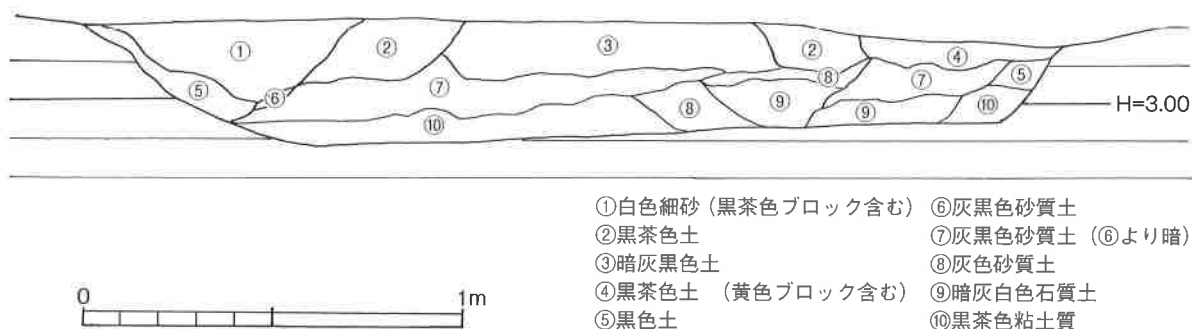 ① ② ③ ② ④
⑤ ⑥ ⑦ ⑧ ⑦ ⑤
⑩ ⑧ ⑨ ⑨ ⑩
H=3.00
①白色細砂(黒茶色ブロック含む)
②黒茶色土
③暗灰黒色土
④黒茶色土 (黄色ブロック含む)
⑤黒色土
⑥灰黒色砂質土
⑦灰黒色砂質土(⑥より暗)
⑧灰色砂質土
⑨暗灰白色石質土
⑩黒茶色粘土質
0 1m